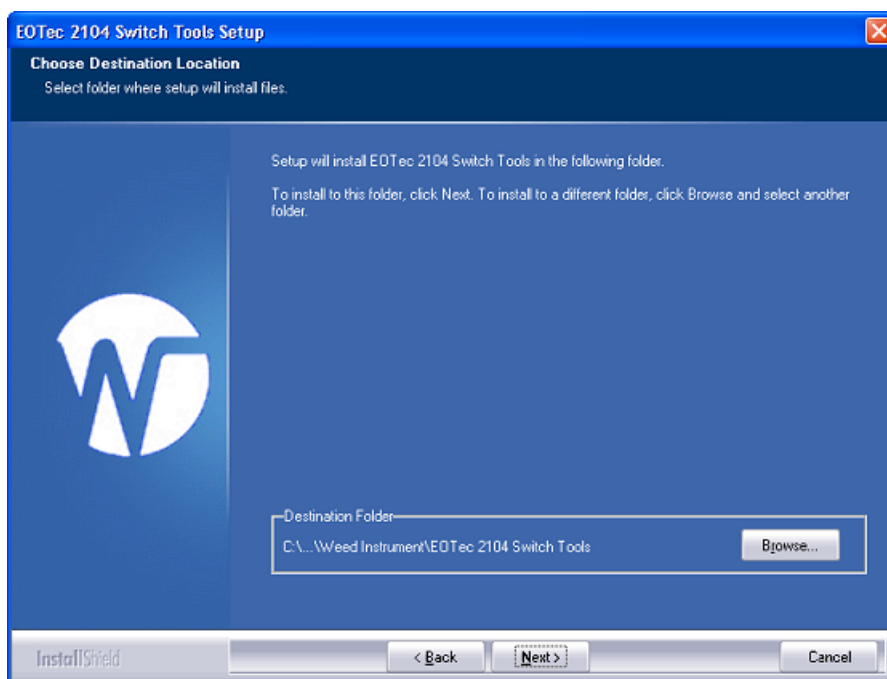 EOTec 2104 Switch Tools Setup
Choose Destination Location
Select folder where setup will install files.
Setup will install EOTec 2104 Switch Tools in the following folder.
To install to this folder, click Next. To install to a different folder, click Browse and select another
folder.
Destination Folder
C:\...\Weed Instrument\EOTec 2104 Switch Tools
Browse...
InstallShield
< Back
Next >
Cancel